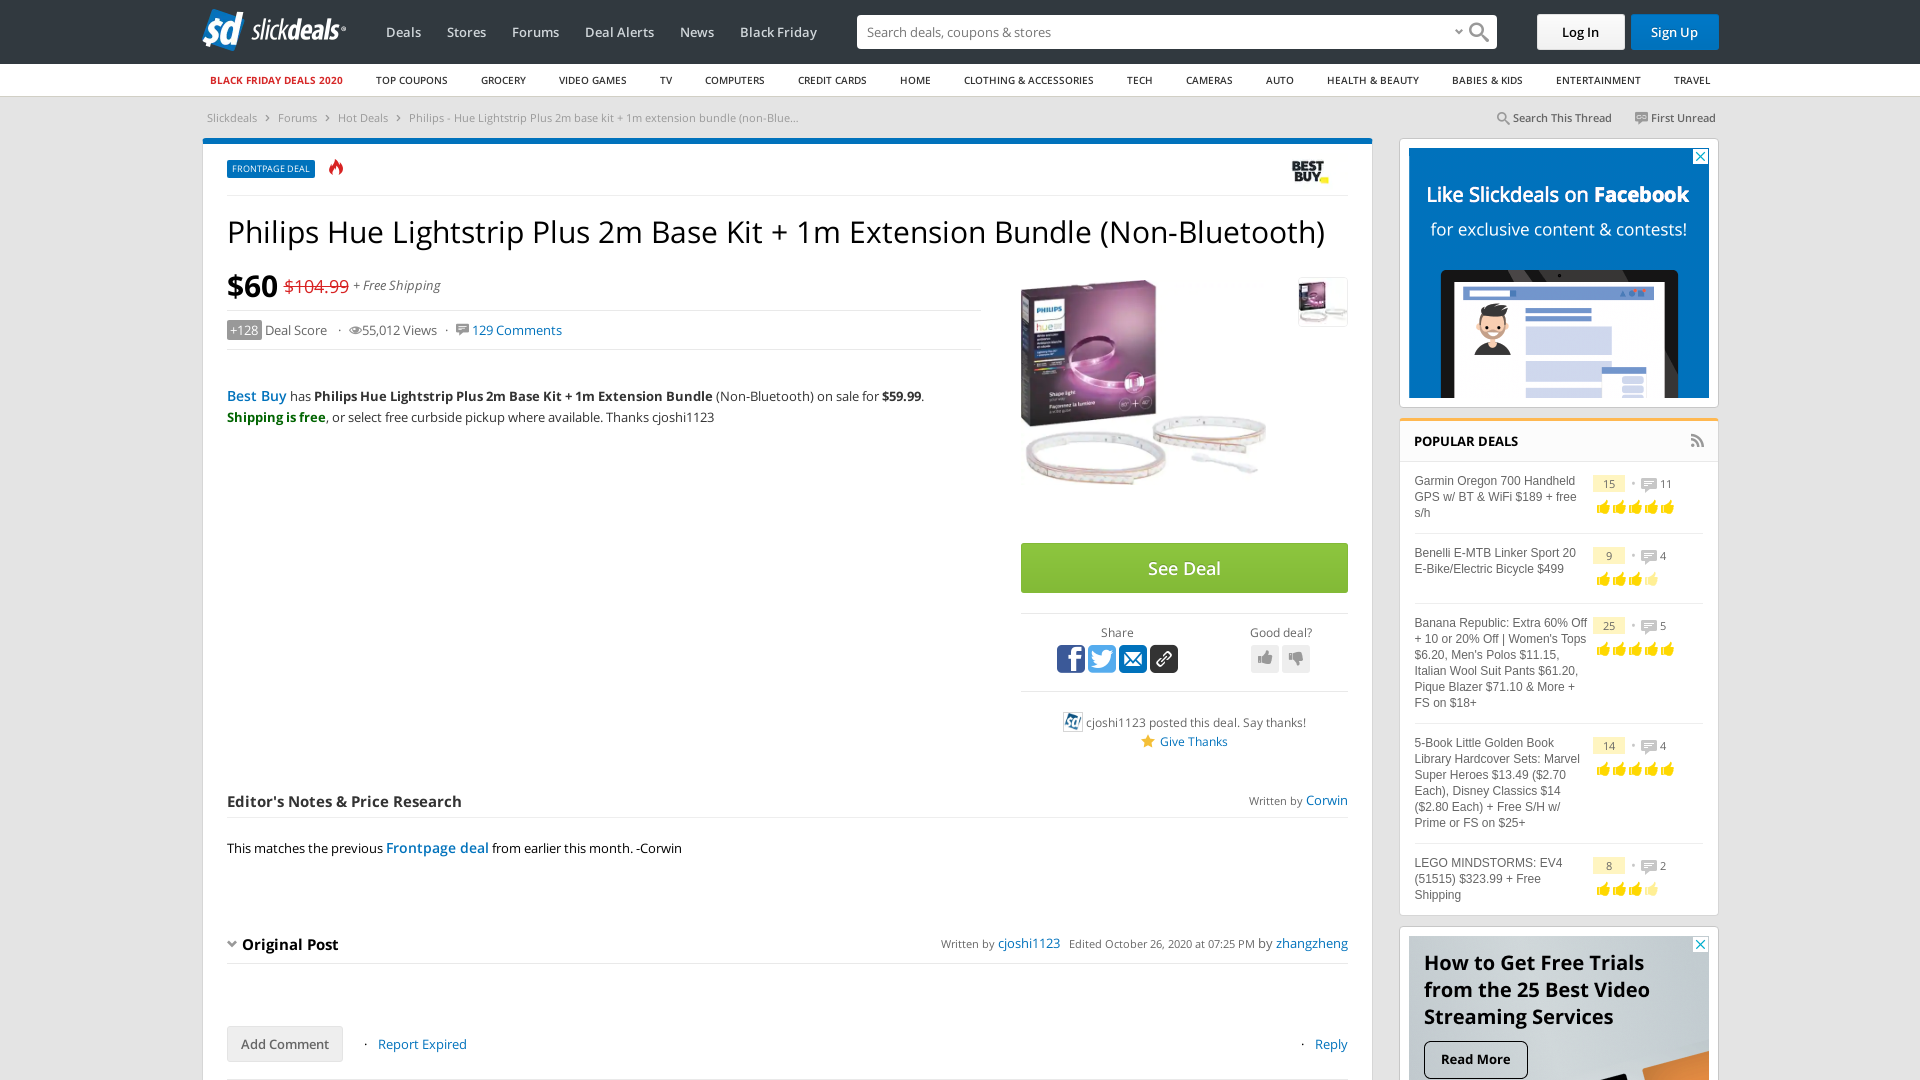 sd slickdeals
Deals
Stores
Forums
Deal Alerts
News
Black Friday
Search deals, coupons & stores
Log In
Sign Up
BLACK FRIDAY DEALS 2020
TOP COUPONS
GROCERY
VIDEO GAMES
TV
COMPUTERS
CREDIT CARDS
HOME
CLOTHING & ACCESSORIES
TECH
CAMERAS
AUTO
HEALTH & BEAUTY
BABIES & KIDS
ENTERTAINMENT
TRAVEL
Slickdeals > Forums > Hot Deals > Philips - Hue Lightstrip Plus 2m base kit + 1m extension bundle (non-Blue...
Search This Thread
First Unread
FRONTPAGE DEAL
BEST BUY
Philips Hue Lightstrip Plus 2m Base Kit + 1m Extension Bundle (Non-Bluetooth)
$60 $104.99 + Free Shipping
+128 Deal Score · 55,012 Views · 129 Comments
Best Buy has Philips Hue Lightstrip Plus 2m Base Kit + 1m Extension Bundle (Non-Bluetooth) on sale for $59.99.
Shipping is free, or select free curbside pickup where available. Thanks cjoshi1123
PHILIPS
hue
See Deal
Share
Good deal?
cjoshi1123 posted this deal. Say thanks!
Give Thanks
Editor's Notes & Price Research
Written by Corwin
This matches the previous Frontpage deal from earlier this month. -Corwin
Original Post
Written by cjoshi1123 Edited October 26, 2020 at 07:25 PM by zhangzheng
Add Comment · Report Expired
· Reply
Like Slickdeals on Facebook
for exclusive content & contests!
POPULAR DEALS
Garmin Oregon 700 Handheld
GPS w/ BT & WiFi $189 + free
s/h
15 • 11
Benelli E-MTB Linker Sport 20
E-Bike/Electric Bicycle $499
9 • 4
Banana Republic: Extra 60% Off
+ 10 or 20% Off | Women's Tops
$6.20, Men's Polos $11.15,
Italian Wool Suit Pants $61.20,
Pique Blazer $71.10 & More +
FS on $18+
25 • 5
5-Book Little Golden Book
Library Hardcover Sets: Marvel
Super Heroes $13.49 ($2.70
Each), Disney Classics $14
($2.80 Each) + Free S/H w/
Prime or FS on $25+
14 • 4
LEGO MINDSTORMS: EV4
(51515) $323.99 + Free
Shipping
8 • 2
How to Get Free Trials
from the 25 Best Video
Streaming Services
Read More